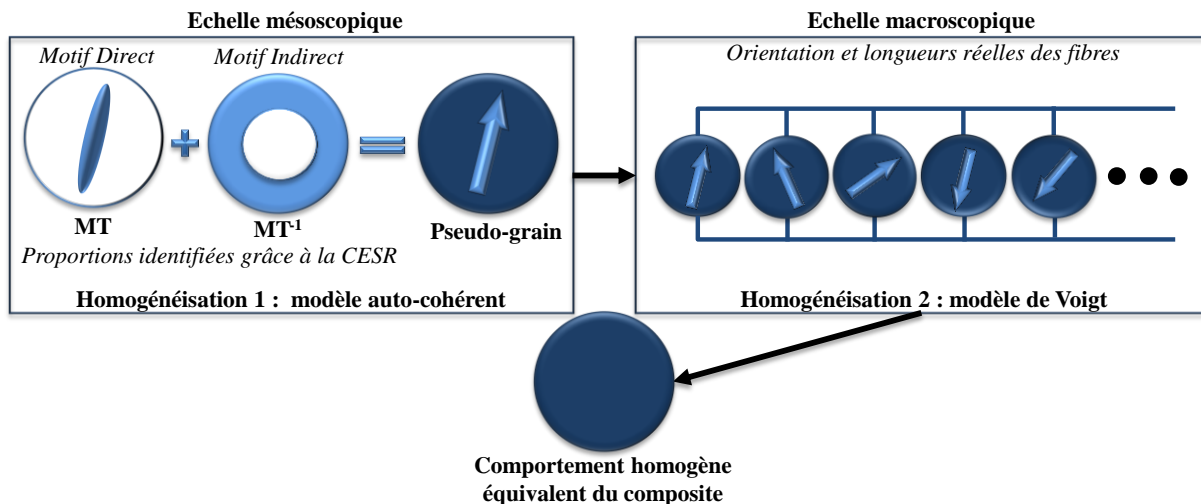 Echelle mésoscopique
Motif Direct
Motif Indirect
MT
MT-1
Pseudo-grain
Proportions identifiées grâce à la CESR
Homogénéisation 1 : modèle auto-cohérent
Echelle macroscopique
Orientation et longueurs réelles des fibres
Homogénéisation 2 : modèle de Voigt
Comportement homogène
équivalent du composite